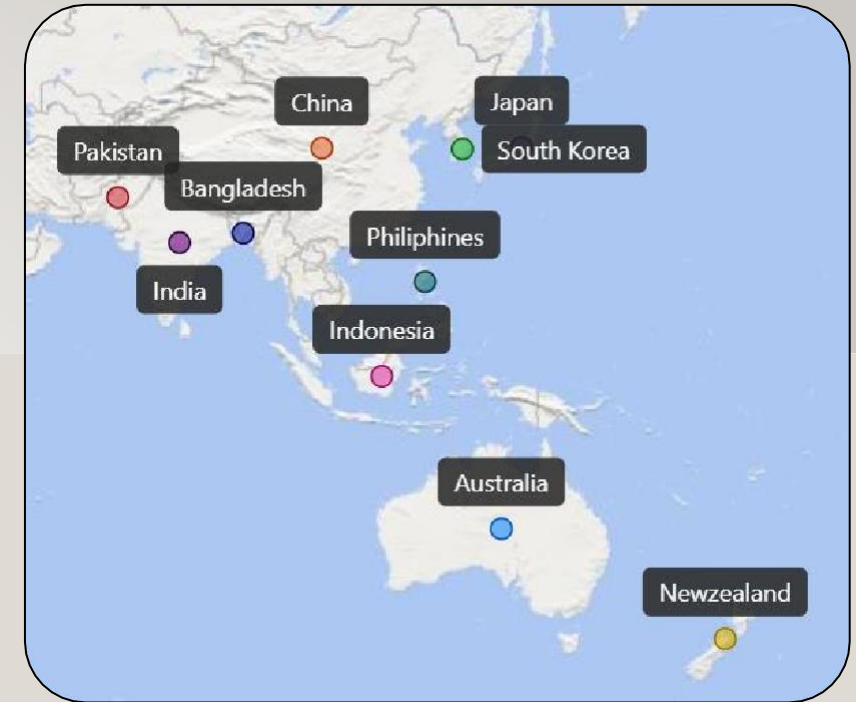 China
Japan
Pakistan
South Korea
Bangladesh
Philiphines
India
Indonesia
Australia
Newzealand